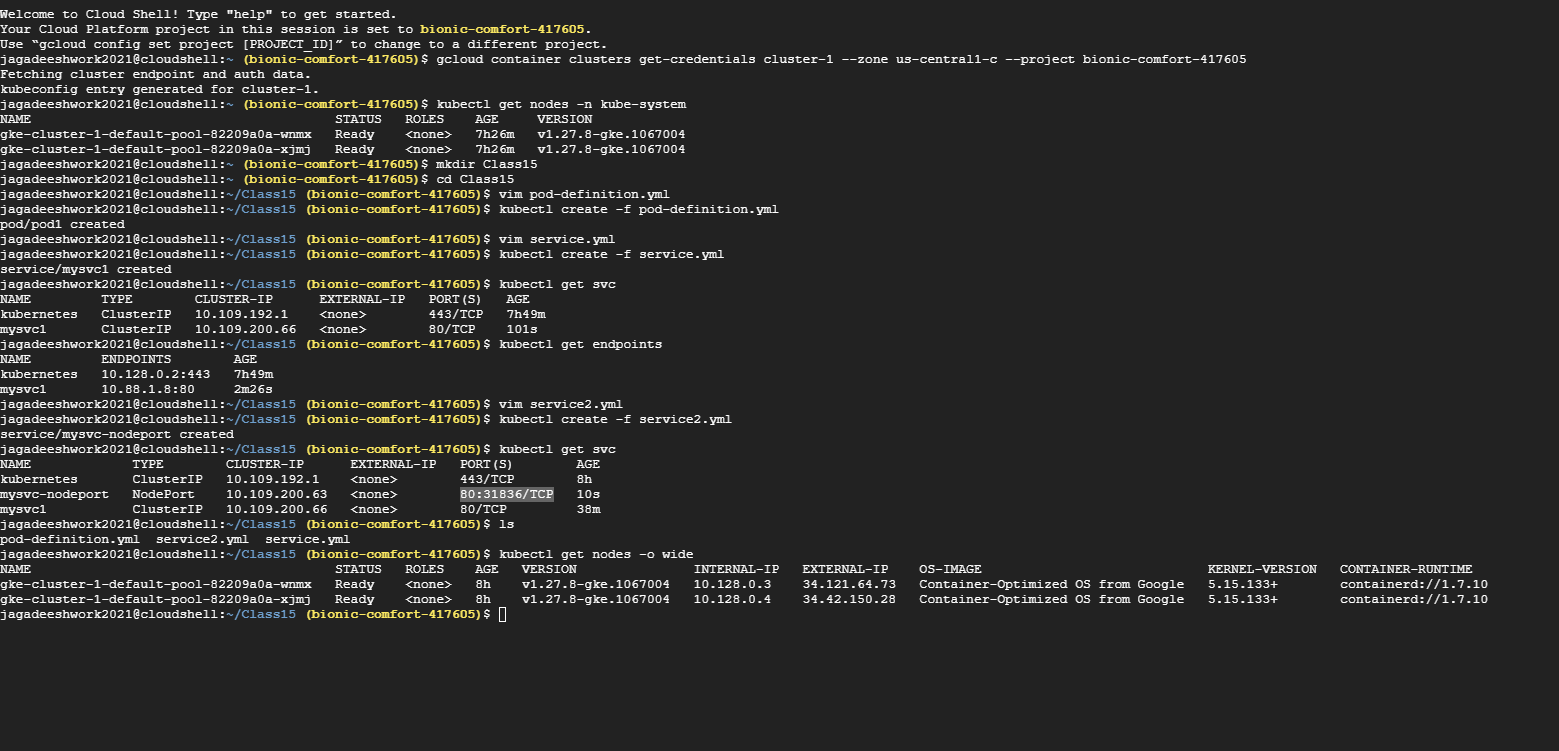 Welcome to Cloud Shell! Type "help" to get started.
Your Cloud Platform project in this session is set to bionic-comfort-417605.
Use “gcloud config set project [PROJECT_ID]” to change to a different project.
jagadeeshwork2021@cloudshell:~ (bionic-comfort-417605)$ gcloud container clusters get-credentials cluster-1 --zone us-central1-c --project bionic-comfort-417605
Fetching cluster endpoint and auth data.
kubeconfig entry generated for cluster-1.
jagadeeshwork2021@cloudshell:~ (bionic-comfort-417605)$ kubectl get nodes -n kube-system
NAME                                       STATUS   ROLES    AGE     VERSION
gke-cluster-1-default-pool-82209a0a-wnmx   Ready    <none>   7h26m   v1.27.8-gke.1067004
gke-cluster-1-default-pool-82209a0a-xjmj   Ready    <none>   7h26m   v1.27.8-gke.1067004
jagadeeshwork2021@cloudshell:~ (bionic-comfort-417605)$ mkdir Class15
jagadeeshwork2021@cloudshell:~ (bionic-comfort-417605)$ cd Class15
jagadeeshwork2021@cloudshell:~/Class15 (bionic-comfort-417605)$ vim pod-definition.yml
jagadeeshwork2021@cloudshell:~/Class15 (bionic-comfort-417605)$ kubectl create -f pod-definition.yml
pod/pod1 created
jagadeeshwork2021@cloudshell:~/Class15 (bionic-comfort-417605)$ vim service.yml
jagadeeshwork2021@cloudshell:~/Class15 (bionic-comfort-417605)$ kubectl create -f service.yml
service/mysvc1 created
jagadeeshwork2021@cloudshell:~/Class15 (bionic-comfort-417605)$ kubectl get svc
NAME         TYPE        CLUSTER-IP      EXTERNAL-IP   PORT(S)   AGE
kubernetes   ClusterIP   10.109.192.1    <none>        443/TCP   7h49m
mysvc1       ClusterIP   10.109.200.66   <none>        80/TCP    101s
jagadeeshwork2021@cloudshell:~/Class15 (bionic-comfort-417605)$ kubectl get endpoints
NAME         ENDPOINTS        AGE
kubernetes   10.128.0.2:443   7h49m
mysvc1       10.88.1.8:80     2m26s
jagadeeshwork2021@cloudshell:~/Class15 (bionic-comfort-417605)$ vim service2.yml
jagadeeshwork2021@cloudshell:~/Class15 (bionic-comfort-417605)$ kubectl create -f service2.yml
service/mysvc-nodeport created
jagadeeshwork2021@cloudshell:~/Class15 (bionic-comfort-417605)$ kubectl get svc
NAME             TYPE        CLUSTER-IP      EXTERNAL-IP   PORT(S)        AGE
kubernetes       ClusterIP   10.109.192.1    <none>        443/TCP        8h
mysvc-nodeport   NodePort    10.109.200.63   <none>        80:31836/TCP   10s
mysvc1           ClusterIP   10.109.200.66   <none>        80/TCP         38m
jagadeeshwork2021@cloudshell:~/Class15 (bionic-comfort-417605)$ ls
pod-definition.yml  service2.yml  service.yml
jagadeeshwork2021@cloudshell:~/Class15 (bionic-comfort-417605)$ kubectl get nodes -o wide
NAME                                       STATUS   ROLES    AGE   VERSION               INTERNAL-IP   EXTERNAL-IP    OS-IMAGE                             KERNEL-VERSION   CONTAINER-RUNTIME
gke-cluster-1-default-pool-82209a0a-wnmx   Ready    <none>   8h    v1.27.8-gke.1067004   10.128.0.3    34.121.64.73   Container-Optimized OS from Google   5.15.133+        containerd://1.7.10
gke-cluster-1-default-pool-82209a0a-xjmj   Ready    <none>   8h    v1.27.8-gke.1067004   10.128.0.4    34.42.150.28   Container-Optimized OS from Google   5.15.133+        containerd://1.7.10
jagadeeshwork2021@cloudshell:~/Class15 (bionic-comfort-417605)$